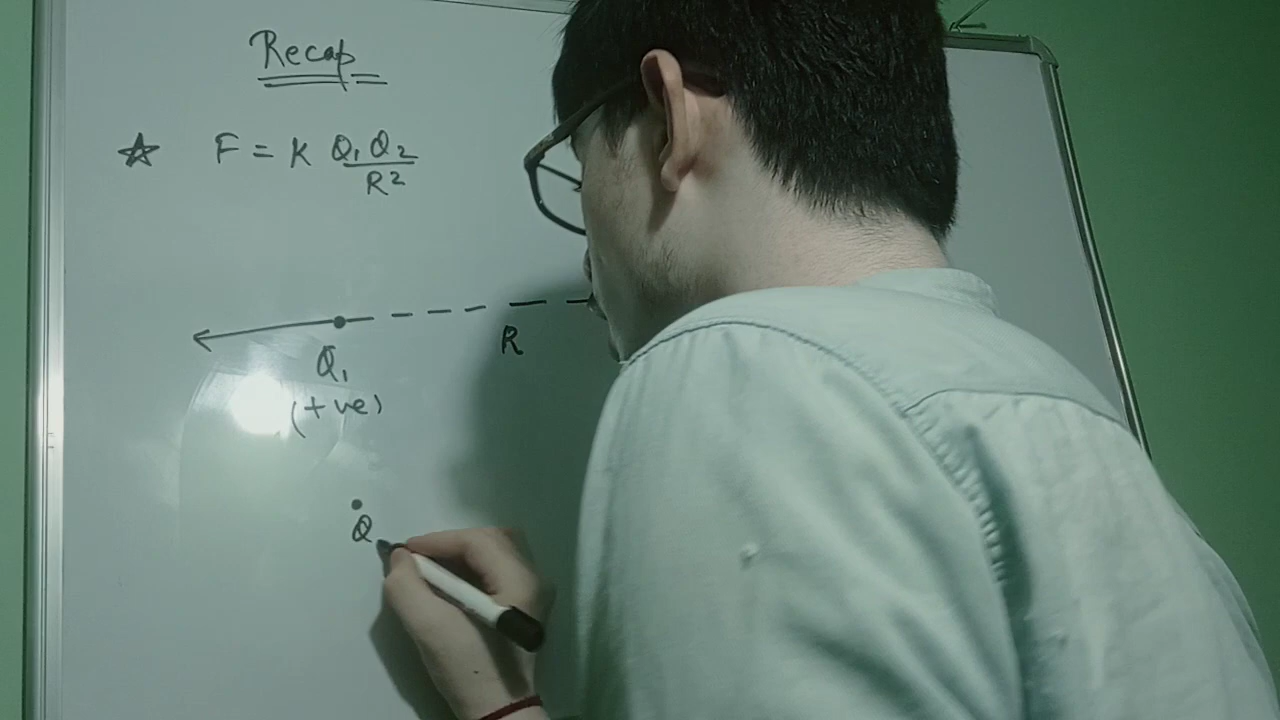 Recap
☆ F = K Q₁Q₂/R²
R
Q₁
(+ve)
Q